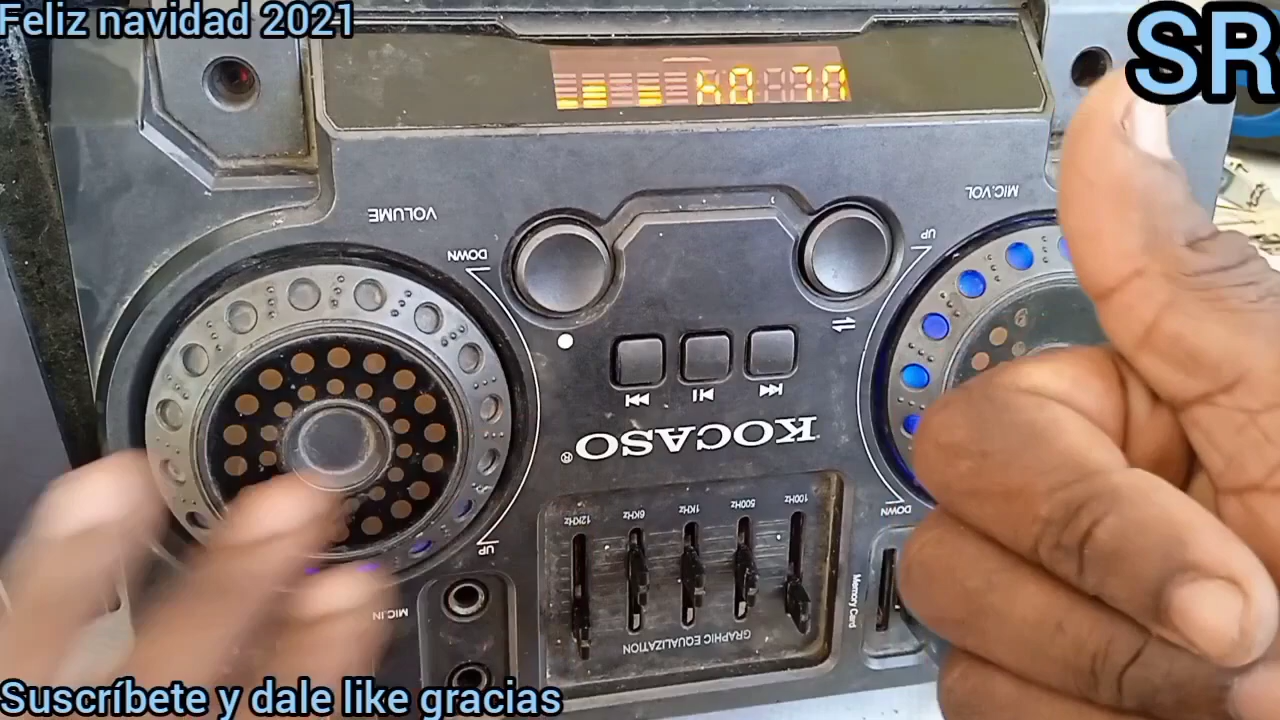 Feliz navidad 2021
SR
MIC.VOL
VOLUME
UP
DOWN
KOCASO®
100Hz 500Hz 1KHz 6KHz 12KHz
DOWN
UP
Memory Card
MIC.IN
GRAPHIC EQUALIZATION
Suscríbete y dale like gracias